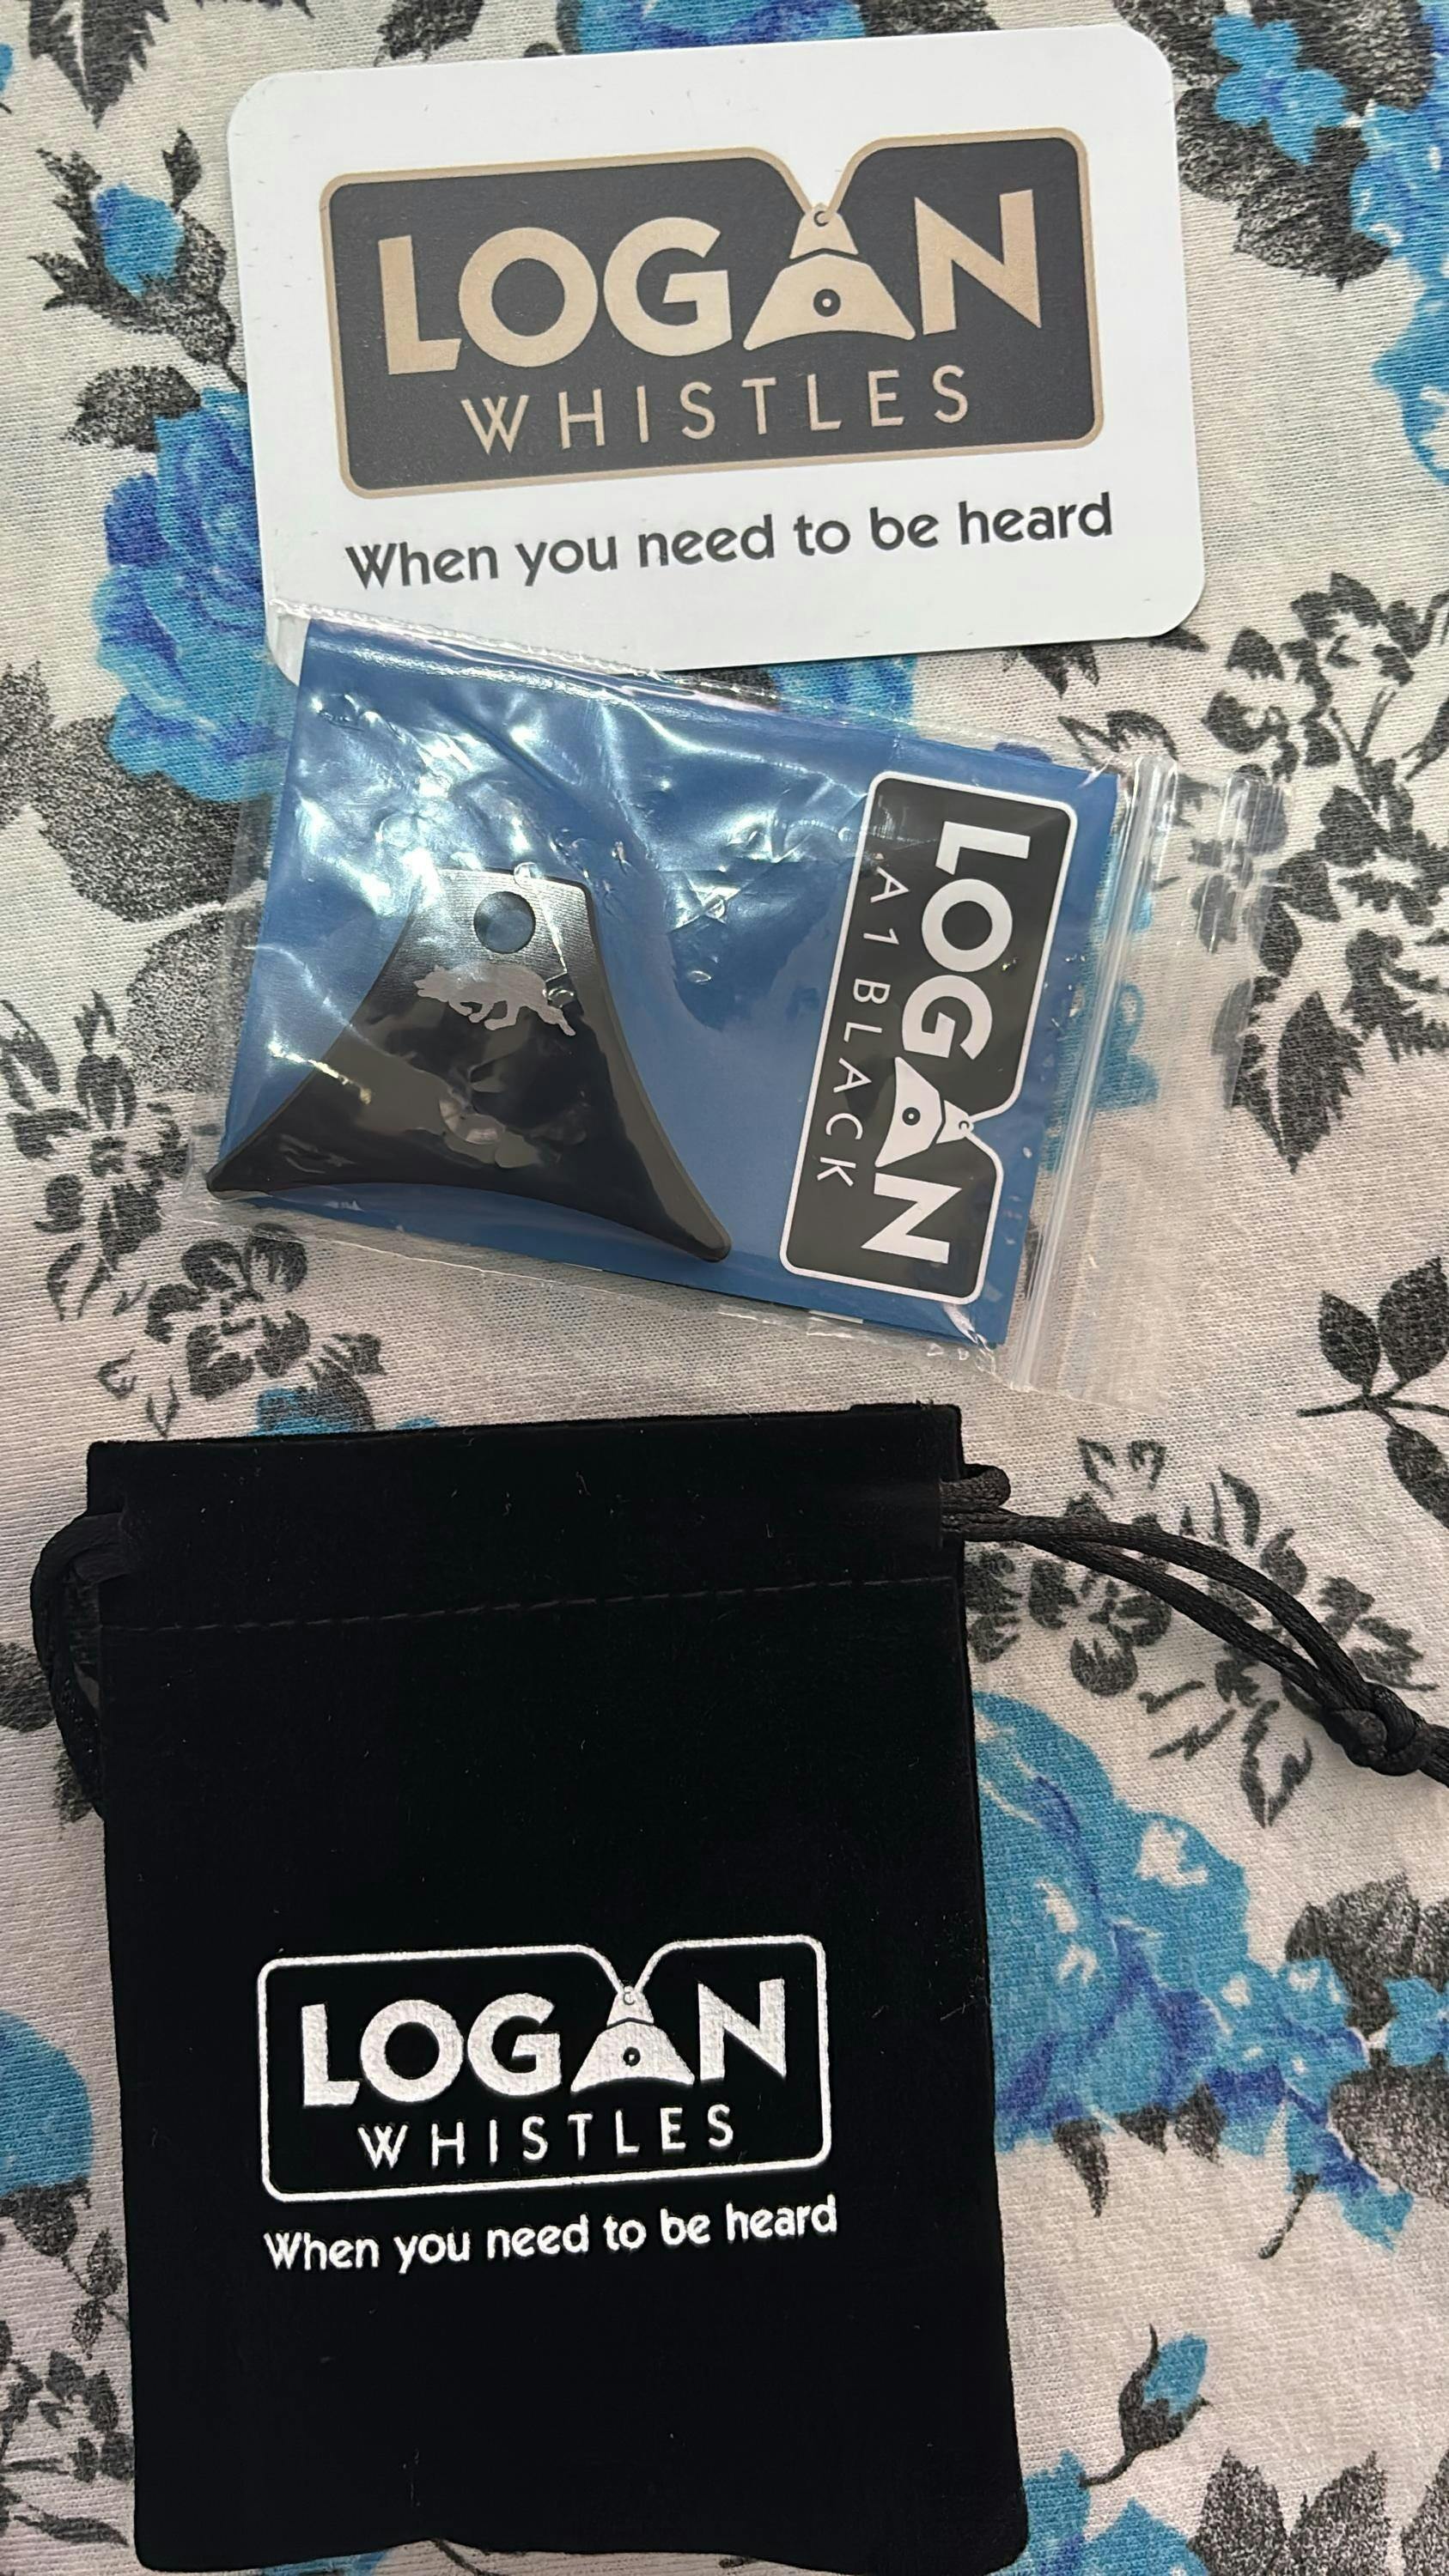 LOGAN
WHISTLES
When you need to be heard
LOGAN
A1 BLACK
LOGAN
WHISTLES
When you need to be heard